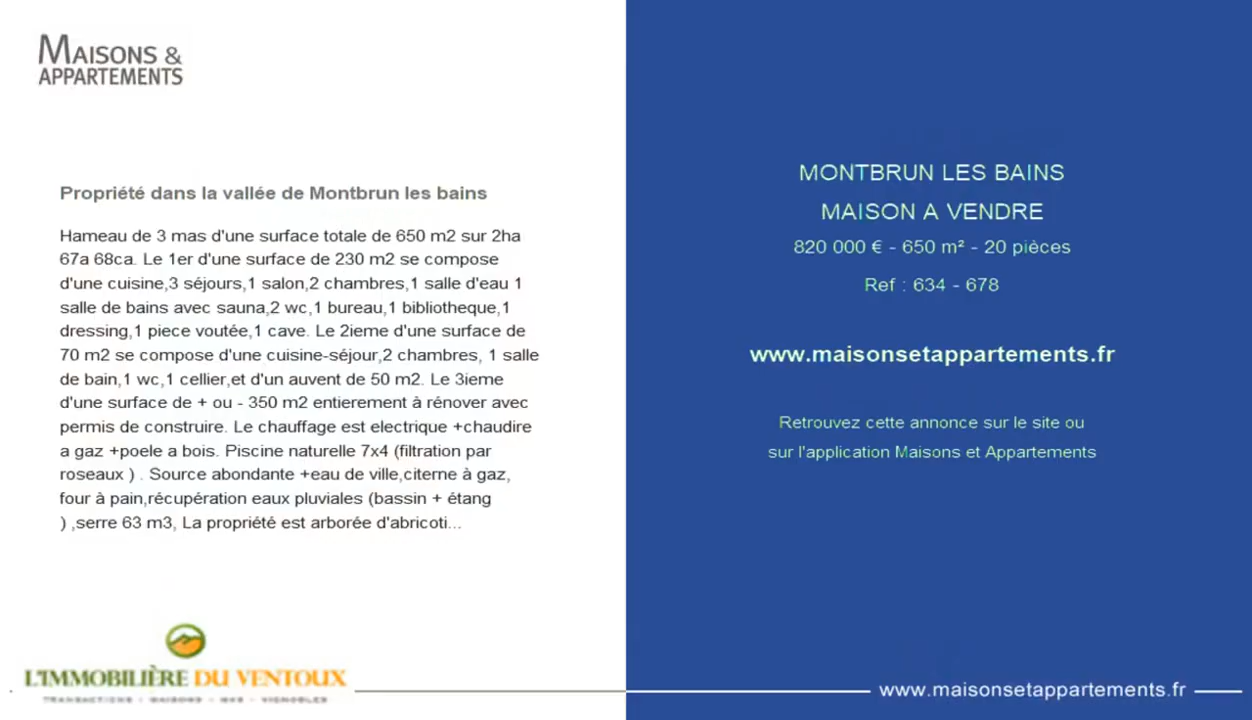 MAISONS &
APPARTEMENTS
Propriété dans la vallée de Montbrun les bains
Hameau de 3 mas d'une surface totale de 650 m2 sur 2ha
67a 68ca. Le 1er d'une surface de 230 m2 se compose
d'une cuisine,3 séjours,1 salon,2 chambres,1 salle d'eau 1
salle de bains avec sauna,2 wc,1 bureau,1 bibliotheque,1
dressing,1 piece voutée,1 cave. Le 2ieme d'une surface de
70 m2 se compose d'une cuisine-séjour,2 chambres, 1 salle
de bain,1 wc,1 cellier,et d'un auvent de 50 m2. Le 3ieme
d'une surface de + ou - 350 m2 entierement à rénover avec
permis de construire. Le chauffage est electrique +chaudire
a gaz +poele a bois. Piscine naturelle 7x4 (filtration par
roseaux ) . Source abondante +eau de ville,citerne à gaz,
four à pain,récupération eaux pluviales (bassin + étang
) ,serre 63 m3, La propriété est arborée d'abricoti...
L'IMMOBILIÈRE DU VENTOUX
TRANSACTIONS - MAISONS - MAS - VIGNOBLES
MONTBRUN LES BAINS
MAISON A VENDRE
820 000 € - 650 m² - 20 pièces
Ref : 634 - 678
www.maisonsetappartements.fr
Retrouvez cette annonce sur le site ou
sur l'application Maisons et Appartements
www.maisonsetappartements.fr